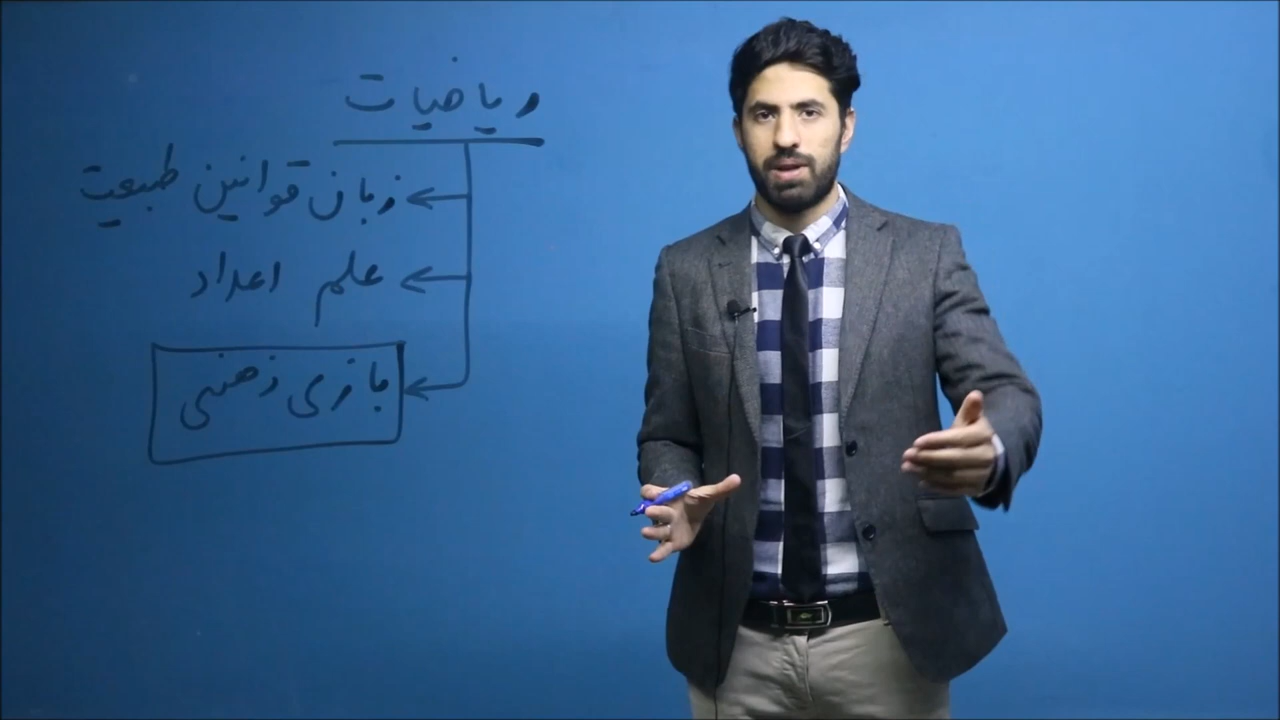 ریاضیات
زبان قوانین طبیعت
علم اعداد
بازی ذهنی